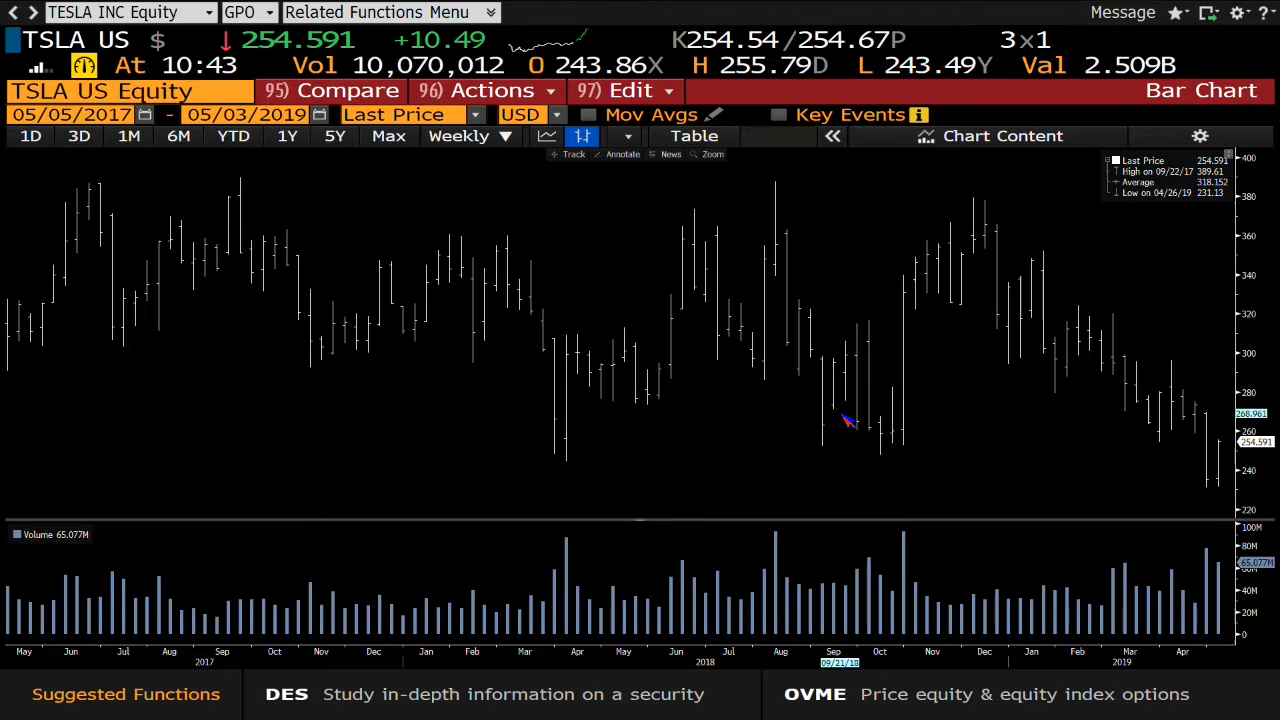 TESLA INC Equity GPO Related Functions Menu Message ?
TSLA US $ ↓ 254.591 +10.49 K254.54/254.67P 3x1
At 10:43 Vol 10,070,012 O 243.86X H 255.79D L 243.49Y Val 2.509B
TSLA US Equity 95) Compare 96) Actions 97) Edit Bar Chart
05/05/2017 - 05/03/2019 Last Price USD Mov Avgs Key Events i
1D 3D 1M 6M YTD 1Y 5Y Max Weekly ▼ Table Chart Content
Track Annotate News Zoom
Last Price 254.591
High on 09/22/17 389.61
Average 318.152
Low on 04/26/19 231.13
400
380
360
340
320
300
280
268.961
260
254.591
240
220
Volume 65.077M
100M
80M
65.077M
60M
40M
20M
0
May Jun Jul Aug Sep Oct Nov Dec Jan Feb Mar Apr May Jun Jul Aug Sep Oct Nov Dec Jan Feb Mar Apr
2017 2018 09/21/18 2019
Suggested Functions DES Study in-depth information on a security OVME Price equity & equity index options